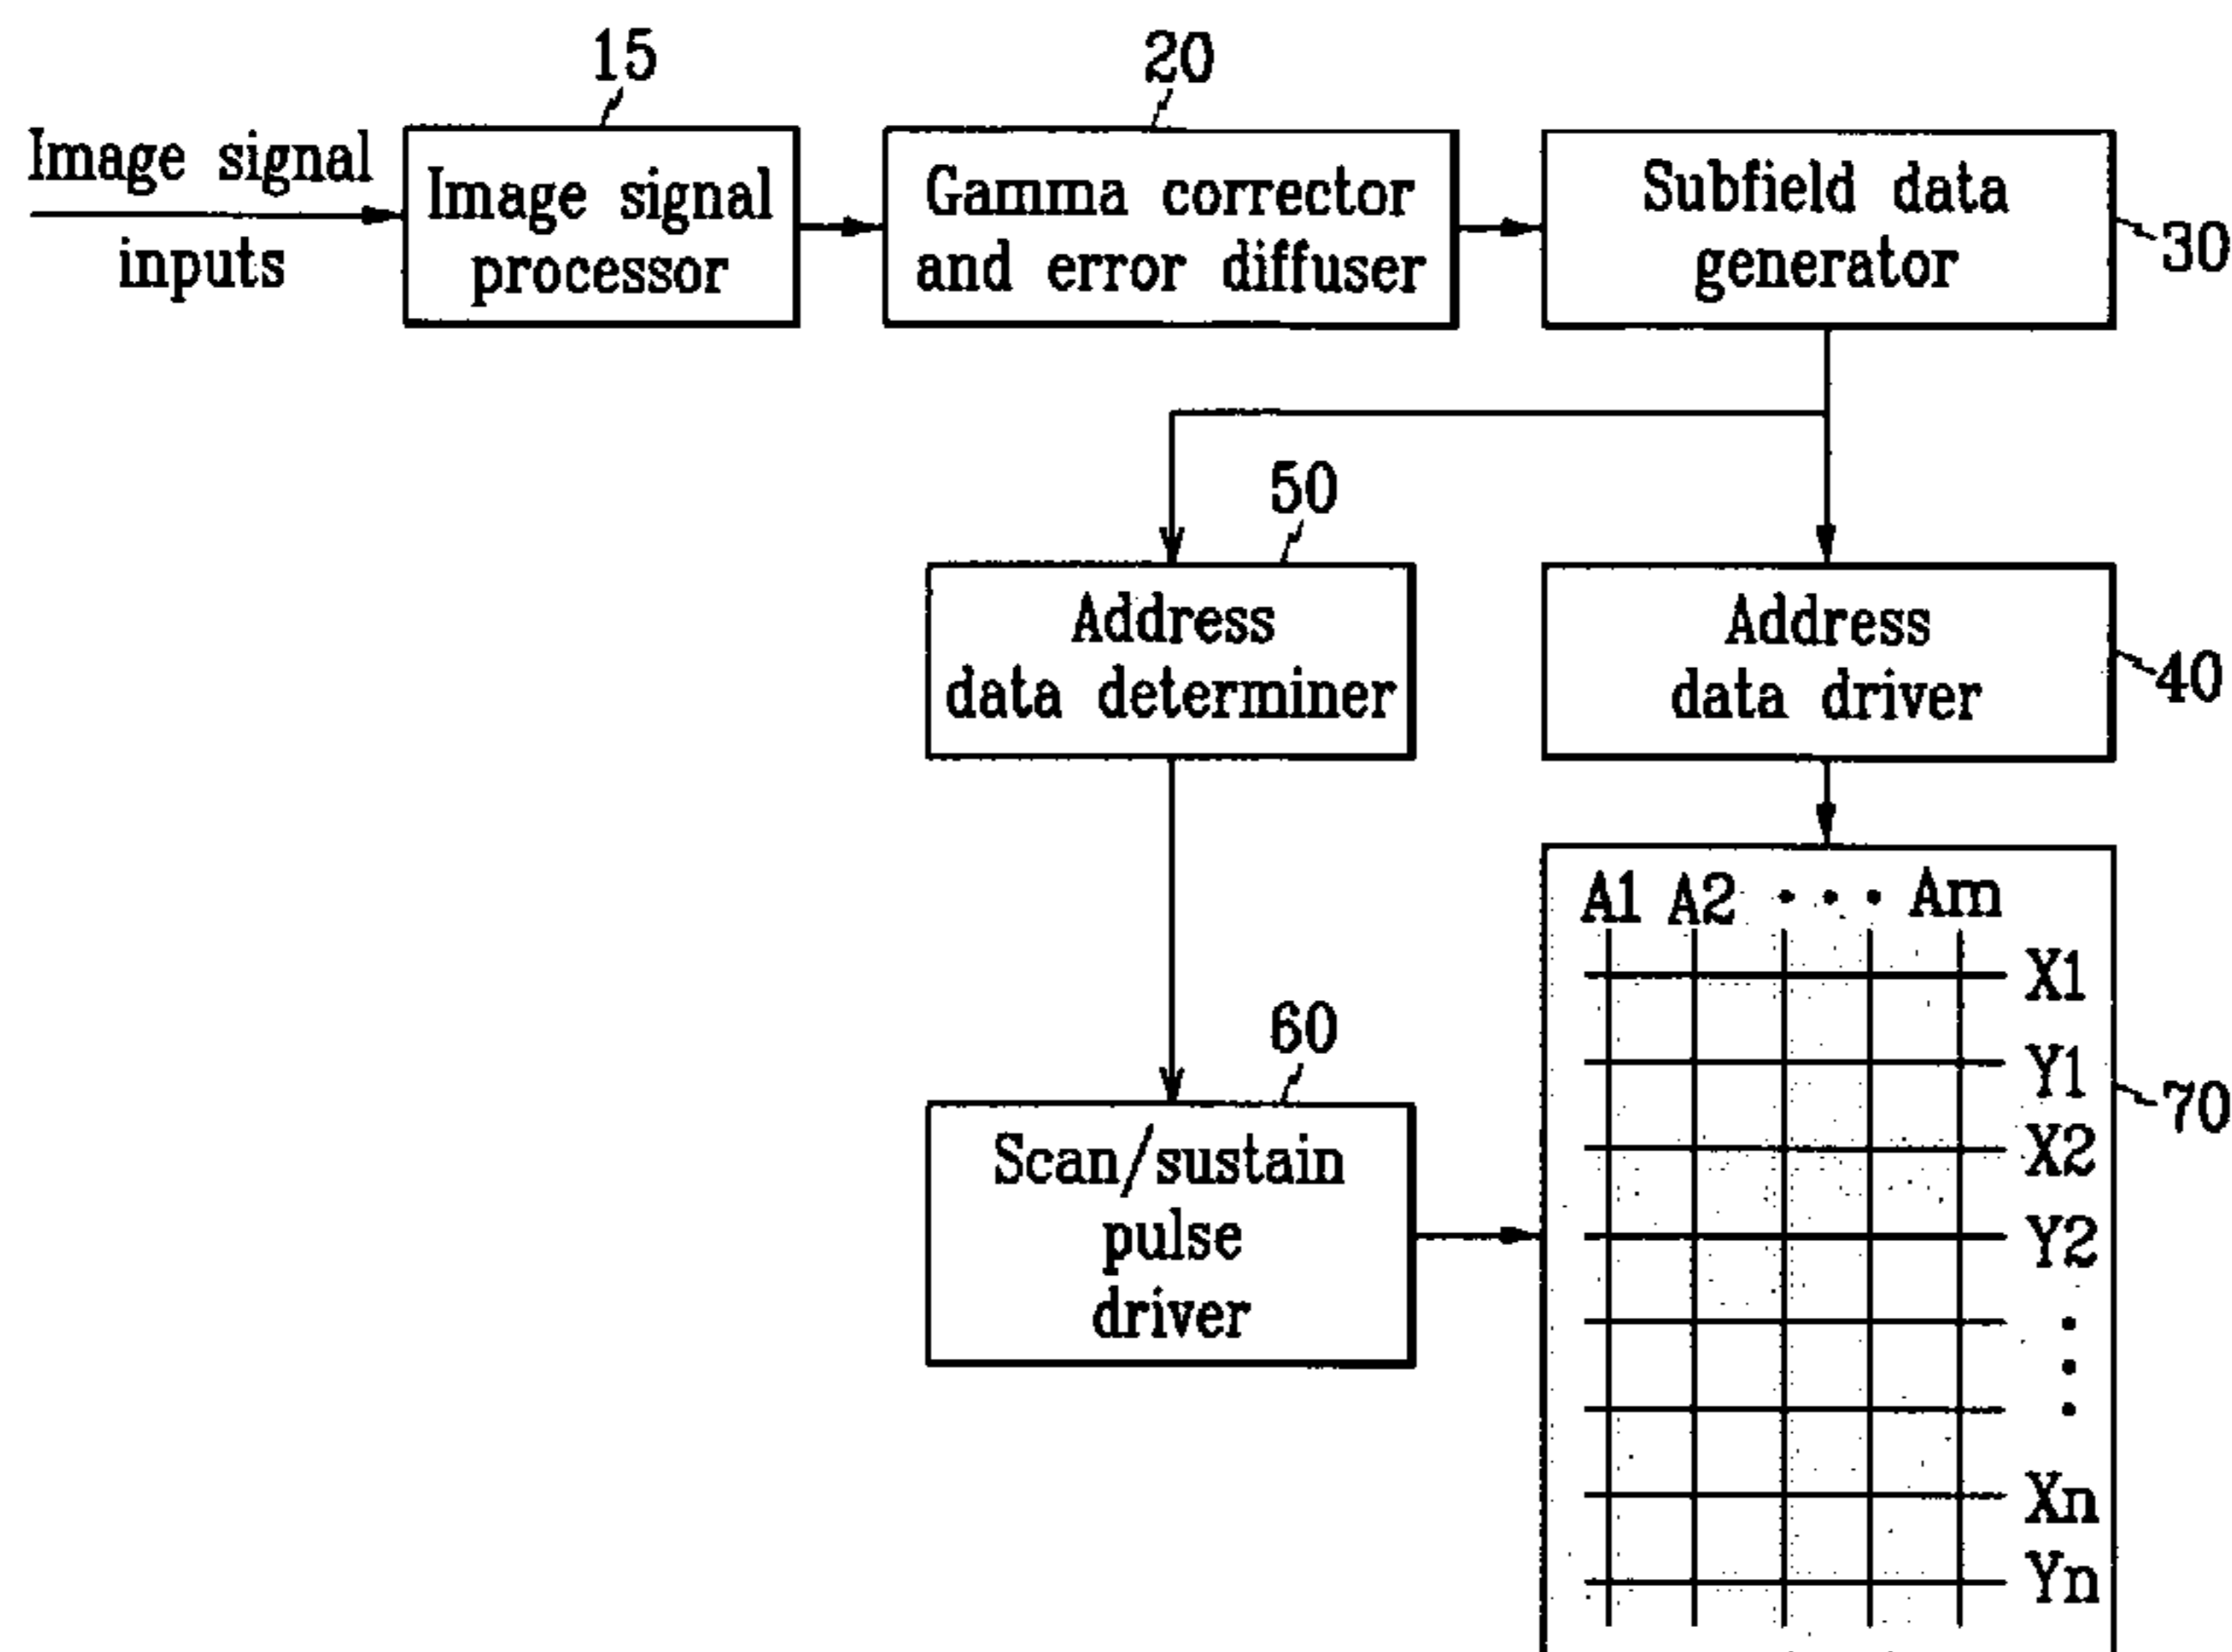 15
20
Image signal
inputs
Image signal
processor
Gamma corrector
and error diffuser
Subfield data
generator
30
50
Address
data determiner
Address
data driver
40
A1 A2 • • • Am
X1
Y1
70
60
X2
Scan/sustain
pulse
driver
Y2
•
•
•
Xn
Yn